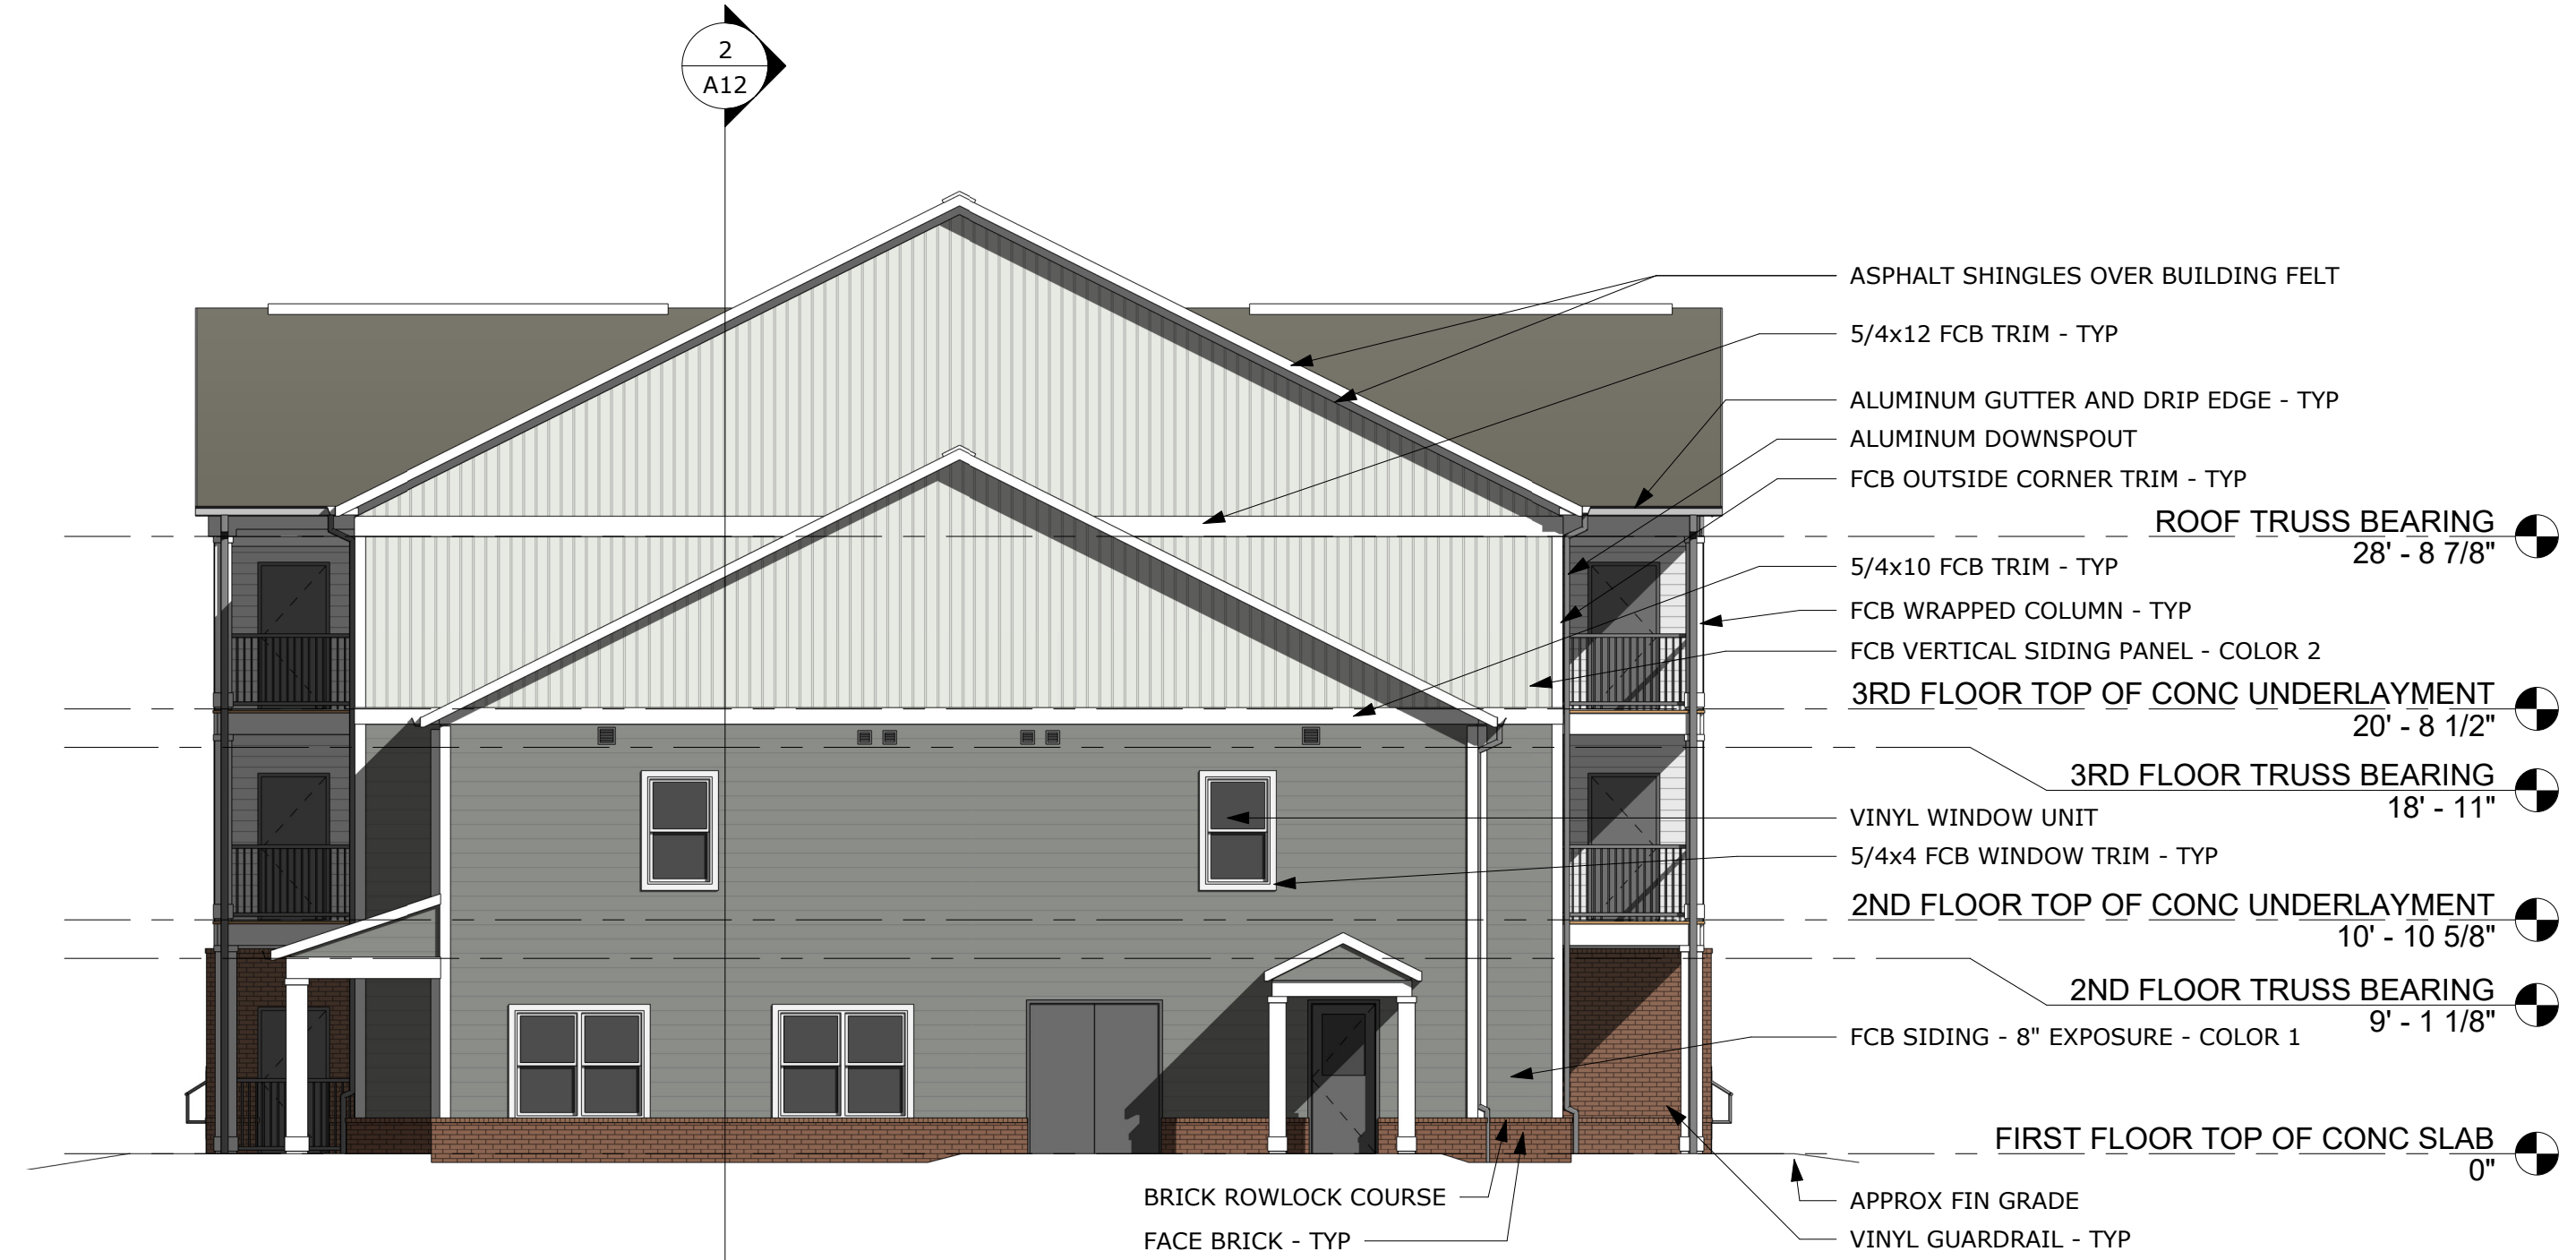 2
A12
ASPHALT SHINGLES OVER BUILDING FELT
5/4x12 FCB TRIM - TYP
ALUMINUM GUTTER AND DRIP EDGE - TYP
ALUMINUM DOWNSPOUT
FCB OUTSIDE CORNER TRIM - TYP
ROOF TRUSS BEARING
28' - 8 7/8"
5/4x10 FCB TRIM - TYP
FCB WRAPPED COLUMN - TYP
FCB VERTICAL SIDING PANEL - COLOR 2
3RD FLOOR TOP OF CONC UNDERLAYMENT
20' - 8 1/2"
3RD FLOOR TRUSS BEARING
18' - 11"
VINYL WINDOW UNIT
5/4x4 FCB WINDOW TRIM - TYP
2ND FLOOR TOP OF CONC UNDERLAYMENT
10' - 10 5/8"
2ND FLOOR TRUSS BEARING
9' - 1 1/8"
FCB SIDING - 8" EXPOSURE - COLOR 1
FIRST FLOOR TOP OF CONC SLAB
0"
BRICK ROWLOCK COURSE
APPROX FIN GRADE
FACE BRICK - TYP
VINYL GUARDRAIL - TYP